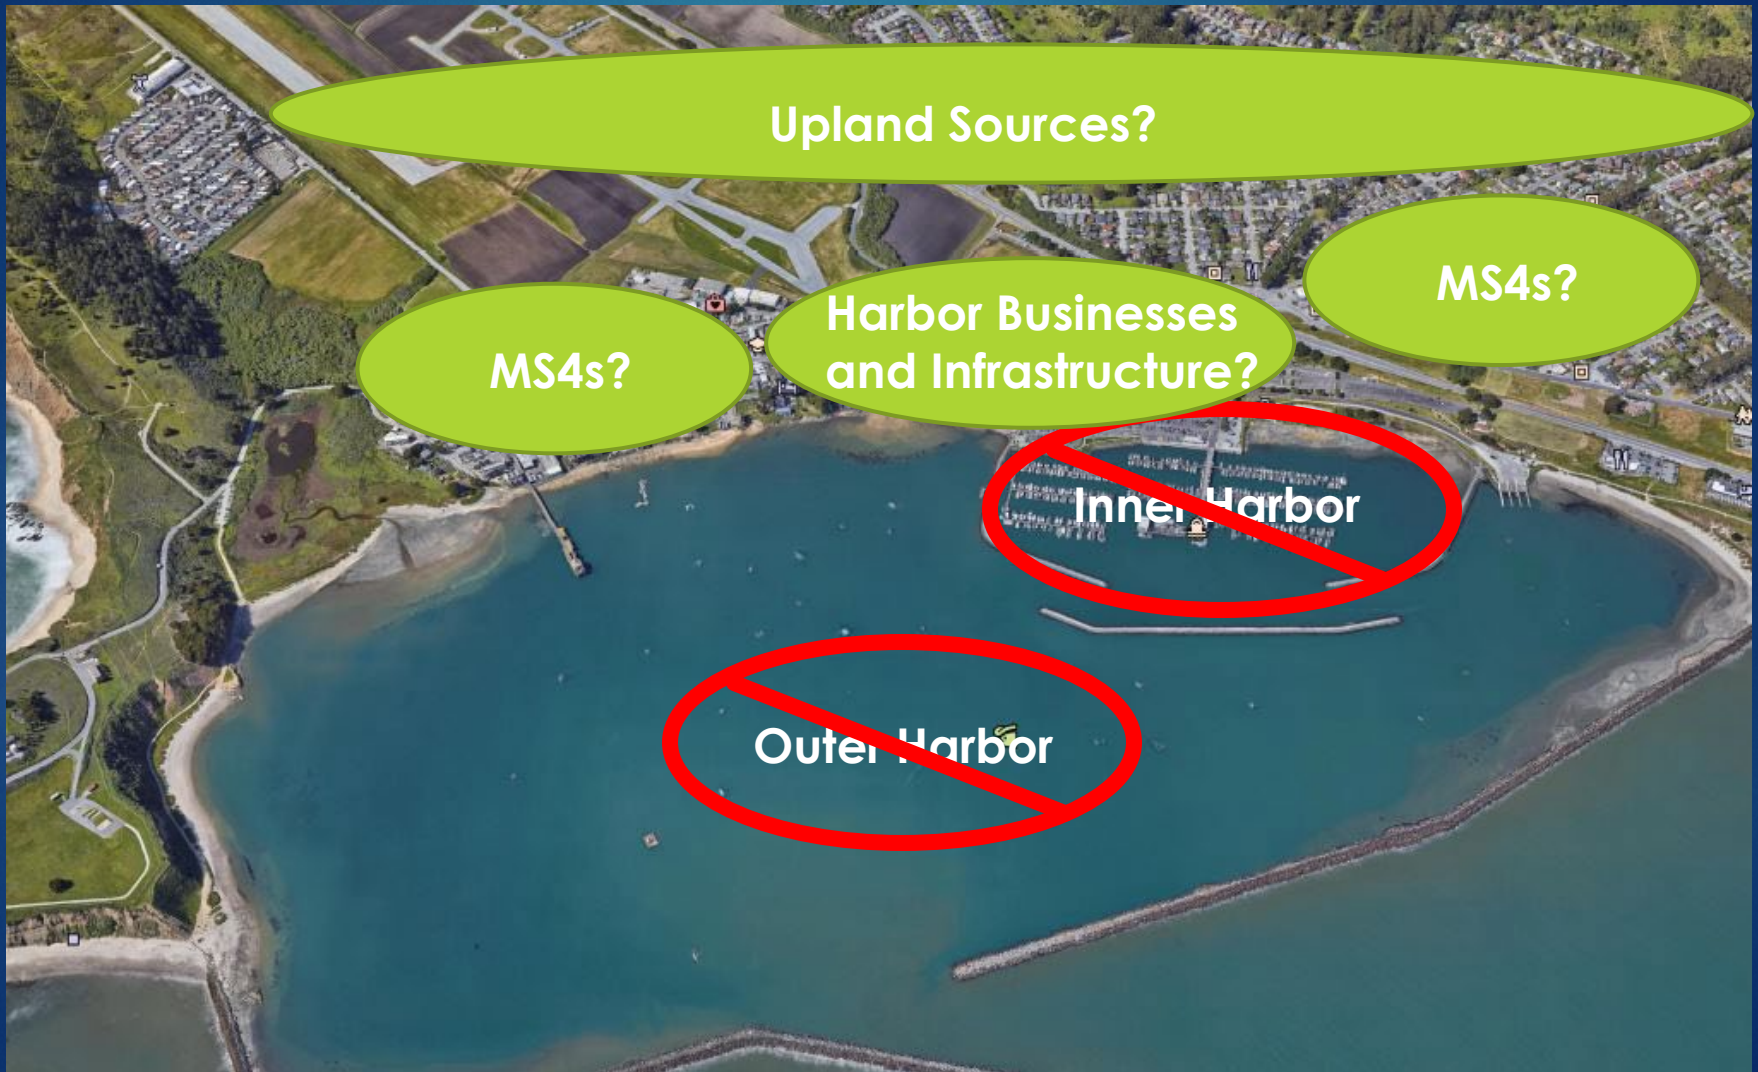 Upland Sources?
MS4s?
Harbor Businesses
and Infrastructure?
MS4s?
Inner Harbor
Outer Harbor